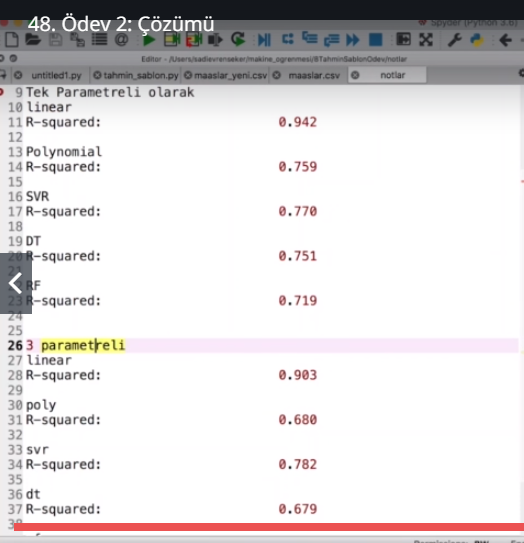 48. Ödev 2: Çözümü
Spyder (Python 3.6)
Editor - /Users/sadievrenseker/makine_ogrenmesi/8TahminSablonOdev/notlar
untitled1.py tahmin_sablon.py maaslar_yeni.csv maaslar.csv notlar
9 Tek Parametreli olarak
10 linear
11 R-squared: 0.942
12
13 Polynomial
14 R-squared: 0.759
15
16 SVR
17 R-squared: 0.770
18
19 DT
20 R-squared: 0.751
RF
23 R-squared: 0.719
24
25
26 3 parametreli
27 linear
28 R-squared: 0.903
29
30 poly
31 R-squared: 0.680
32
33 svr
34 R-squared: 0.782
35
36 dt
37 R-squared: 0.679